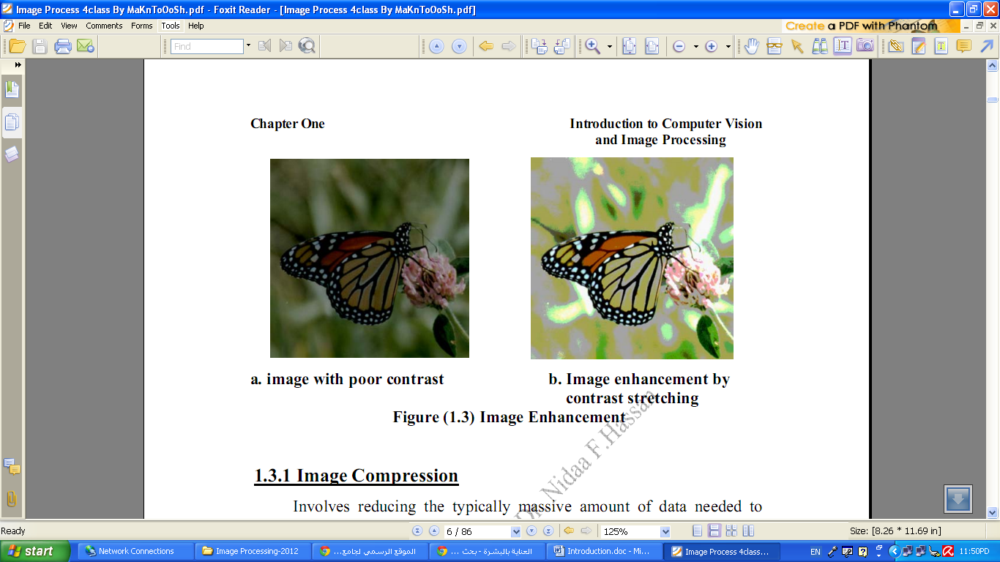 Image Process 4class By MaKnToOoSh.pdf - Foxit Reader - [Image Process 4class By MaKnToOoSh.pdf]
File Edit View Comments Forms Tools Help
Create a PDF with Phantom
Find
Chapter One
Introduction to Computer Vision
and Image Processing
a. image with poor contrast
b. Image enhancement by
contrast stretching
Figure (1.3) Image Enhancement
Nidaa F.Hassan
1.3.1 Image Compression
Involves reducing the typically massive amount of data needed to
Ready
6 / 86
125%
Size: [8.26 * 11.69 in]
start
Network Connections
Image Processing-2012
الموقع الرسمي لجامع...
العناية بالبشرة - بحث ...
Introduction.doc - Mi...
Image Process 4class...
EN
11:50PD